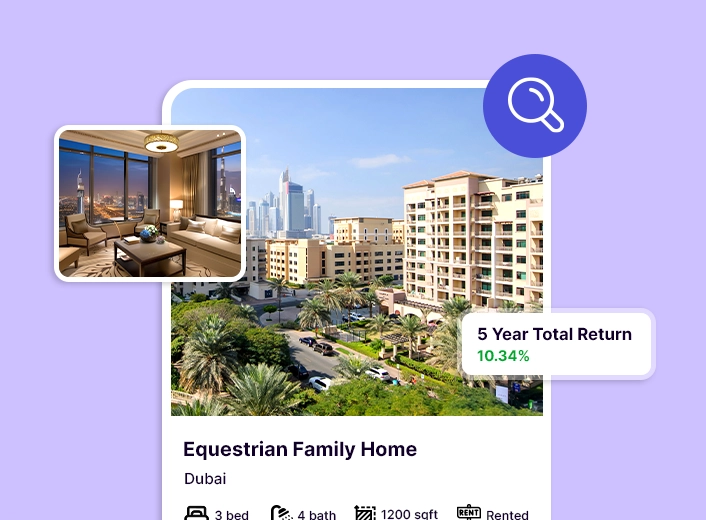 5 Year Total Return
10.34%
Equestrian Family Home
Dubai
3 bed 4 bath 1200 sqft RENT Rented